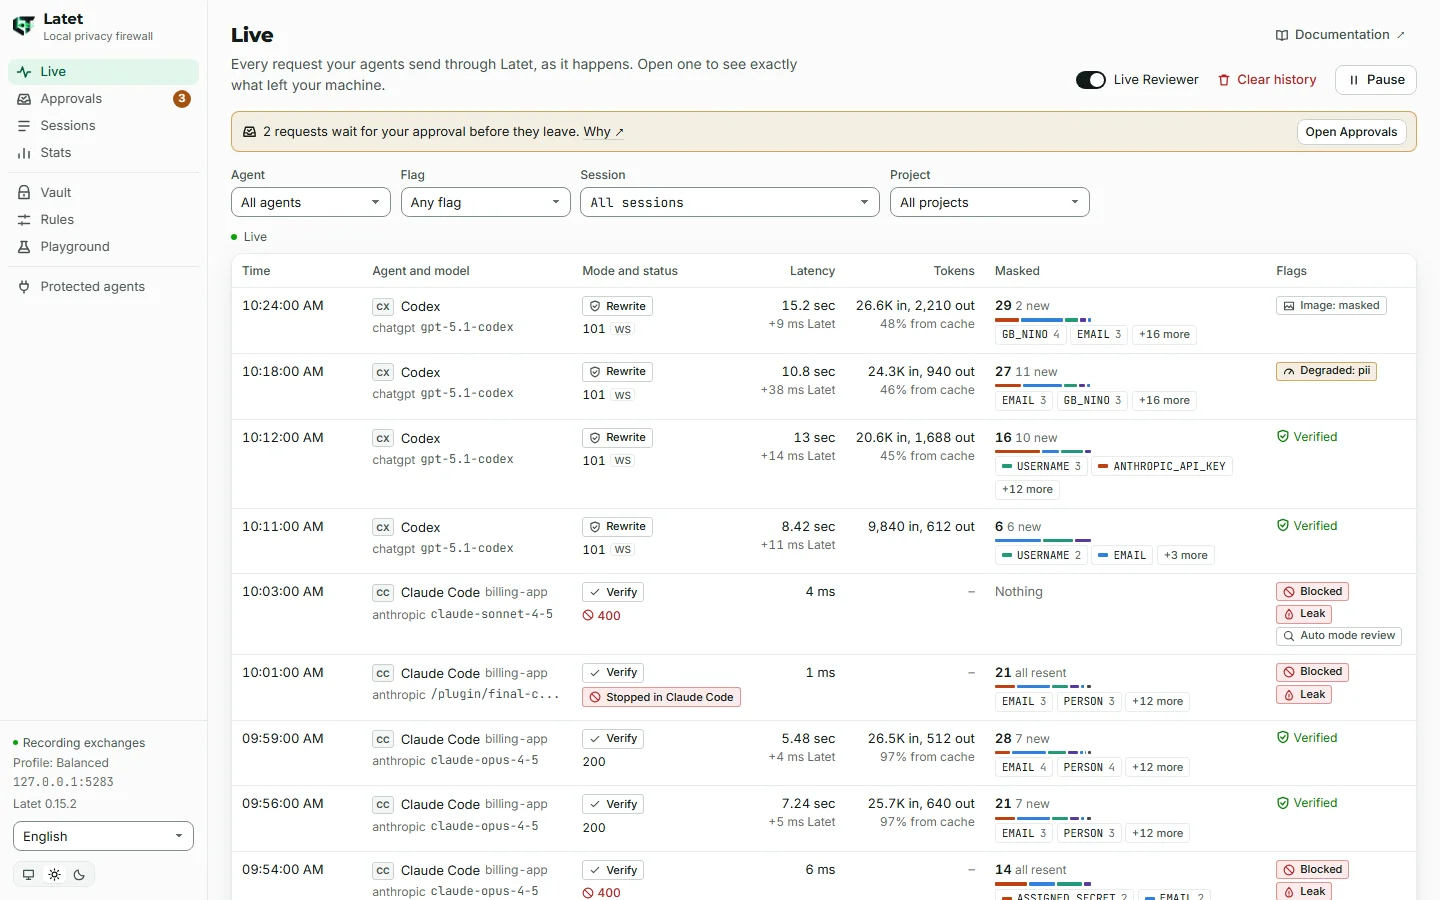 Latet
Local privacy firewall
Live
Approvals
3
Sessions
Stats
Vault
Rules
Playground
Protected agents
Recording exchanges
Profile: Balanced
127.0.0.1:5283
Latet 0.15.2
English
Live
Every request your agents send through Latet, as it happens. Open one to see exactly
what left your machine.
Documentation ↗
Live Reviewer
Clear history
Pause
2 requests wait for your approval before they leave. Why ↗
Open Approvals
Agent
Flag
Session
Project
All agents
Any flag
All sessions
All projects
Live
Time
Agent and model
Mode and status
Latency
Tokens
Masked
Flags
10:24:00 AM
cx Codex
chatgpt gpt-5.1-codex
Rewrite
101 WS
15.2 sec
+9 ms Latet
26.6K in, 2,210 out
48% from cache
29 2 new
GB_NINO 4 EMAIL 3 +16 more
Image: masked
10:18:00 AM
cx Codex
chatgpt gpt-5.1-codex
Rewrite
101 WS
10.8 sec
+38 ms Latet
24.3K in, 940 out
46% from cache
27 11 new
EMAIL 3 GB_NINO 3 +16 more
Degraded: pii
10:12:00 AM
cx Codex
chatgpt gpt-5.1-codex
Rewrite
101 WS
13 sec
+14 ms Latet
20.6K in, 1,688 out
45% from cache
16 10 new
USERNAME 3 ANTHROPIC_API_KEY
+12 more
Verified
10:11:00 AM
cx Codex
chatgpt gpt-5.1-codex
Rewrite
101 WS
8.42 sec
+11 ms Latet
9,840 in, 612 out
6 6 new
USERNAME 2 EMAIL +3 more
Verified
10:03:00 AM
cc Claude Code billing-app
anthropic claude-sonnet-4-5
Verify
400
4 ms
–
Nothing
Blocked
Leak
Auto mode review
10:01:00 AM
cc Claude Code billing-app
anthropic /plugin/final-c...
Verify
Stopped in Claude Code
1 ms
–
21 all resent
EMAIL 3 PERSON 3 +12 more
Blocked
Leak
09:59:00 AM
cc Claude Code billing-app
anthropic claude-opus-4-5
Verify
200
5.48 sec
+4 ms Latet
26.5K in, 512 out
97% from cache
28 7 new
EMAIL 4 PERSON 4 +12 more
Verified
09:56:00 AM
cc Claude Code billing-app
anthropic claude-opus-4-5
Verify
200
7.24 sec
+5 ms Latet
25.7K in, 640 out
97% from cache
21 7 new
EMAIL 3 PERSON 3 +12 more
Verified
09:54:00 AM
cc Claude Code billing-app
anthropic claude-opus-4-5
Verify
400
6 ms
–
14 all resent
ASSIGNED_SECRET 2 EMAIL 2
Blocked
Leak